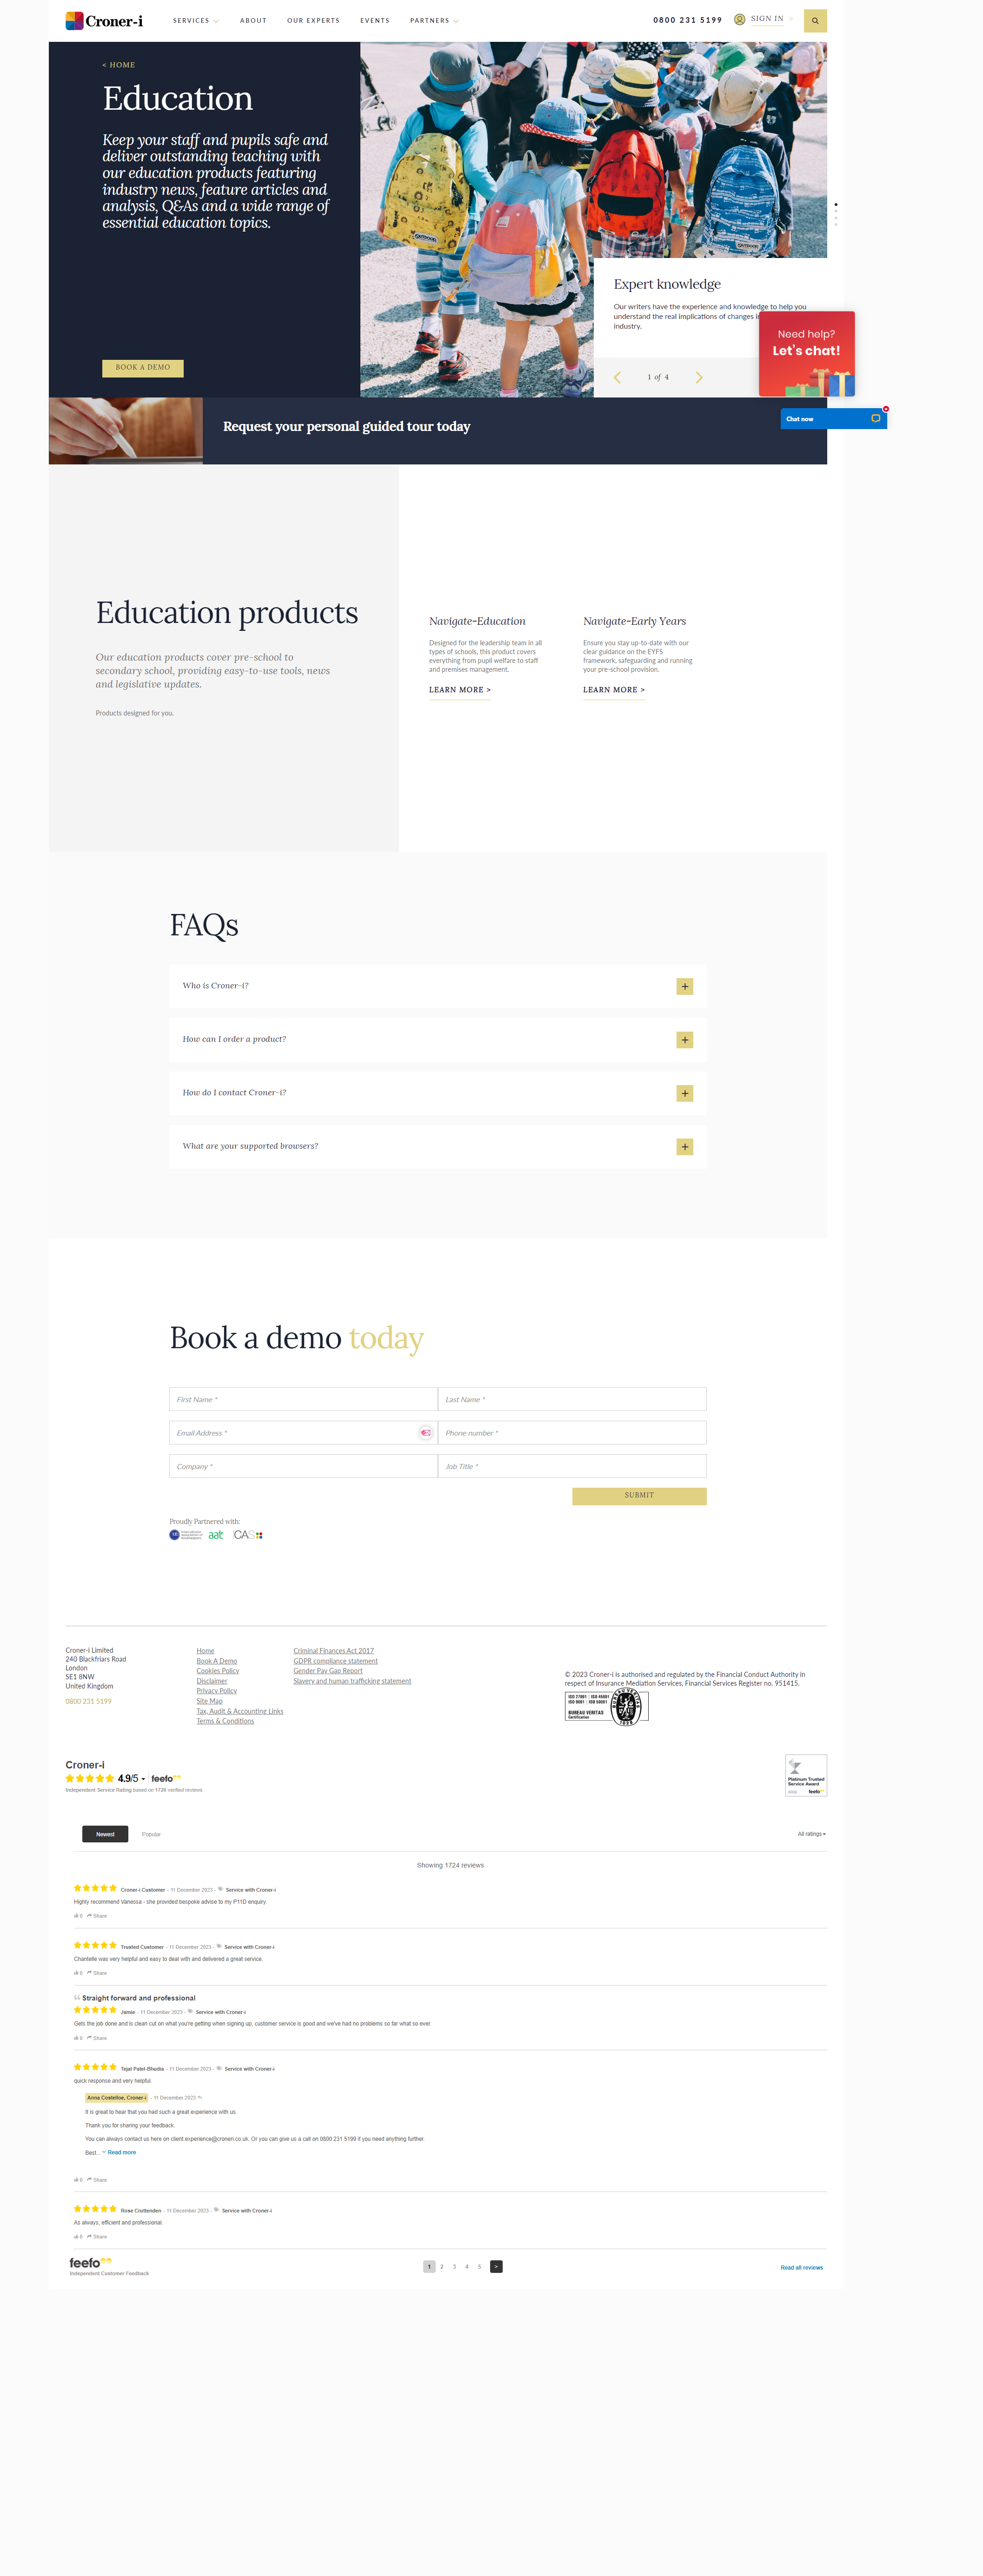 Croner-i
SERVICES
ABOUT
OUR EXPERTS
EVENTS
PARTNERS
0800 231 5199
SIGN IN >
< HOME
Education
Keep your staff and pupils safe and
deliver outstanding teaching with
our education products featuring
industry news, feature articles and
analysis, Q&As and a wide range of
essential education topics.
BOOK A DEMO
OUTDOOR
Expert knowledge
Our writers have the experience and knowledge to help you
understand the real implications of changes
industry.
1 of 4
Need help?
Let's chat!
Chat now
Request your personal guided tour today
Education products
Our education products cover pre-school to
secondary school, providing easy-to-use tools, news
and legislative updates.
Products designed for you.
Navigate-Education
Designed for the leadership team in all
types of schools, this product covers
everything from pupil welfare to staff
and premises management.
LEARN MORE >
Navigate-Early Years
Ensure you stay up-to-date with our
clear guidance on the EYFS
framework, safeguarding and running
your pre-school provision.
LEARN MORE >
FAQs
Who is Croner-i?
How can I order a product?
How do I contact Croner-i?
What are your supported browsers?
Book a demo today
First Name *
Last Name *
Email Address *
Phone number *
Company *
Job Title *
SUBMIT
Proudly Partnered with:
aat
ICAS
Croner-i Limited
240 Blackfriars Road
London
SE1 8NW
United Kingdom
0800 231 5199
Home
Book A Demo
Cookies Policy
Disclaimer
Privacy Policy
Site Map
Tax, Audit & Accounting Links
Terms & Conditions
Criminal Finances Act 2017
GDPR compliance statement
Gender Pay Gap Report
Slavery and human trafficking statement
© 2023 Croner-i is authorised and regulated by the Financial Conduct Authority in
respect of Insurance Mediation Services, Financial Services Register no. 951415.
ISO 27001 | ISO 45001
ISO 9001 | ISO 50001
BUREAU VERITAS
Certification
BUREAU VERITAS
1828
Croner-i
4.9/5
feefo
Independent Service Rating based on 1726 verified reviews.
Platinum Trusted
Service Award
feefo
Newest
Popular
All ratings
Showing 1724 reviews
Croner-i Customer - 11 December 2023 - Service with Croner-i
Highly recommend Vanessa - she provided bespoke advise to my P11D enquiry.
0 Share
Trusted Customer - 11 December 2023 - Service with Croner-i
Chantelle was very helpful and easy to deal with and delivered a great service.
0 Share
Straight forward and professional
Jamie - 11 December 2023 - Service with Croner-i
Gets the job done and is clean cut on what you're getting when signing up, customer service is good and we've had no problems so far what so ever.
0 Share
Tejal Patel-Bhudia - 11 December 2023 - Service with Croner-i
quick response and very helpful.
Anna Costelloe, Croner-i - 11 December 2023
It is great to hear that you had such a great experience with us.
Thank you for sharing your feedback.
You can always contact us here on client.experience@croneri.co.uk. Or you can give us a call on 0800 231 5199 if you need anything further.
Best... Read more
0 Share
Rose Cruttenden - 11 December 2023 - Service with Croner-i
As always, efficient and professional.
0 Share
feefo
Independent Customer Feedback
1 2 3 4 5 >
Read all reviews